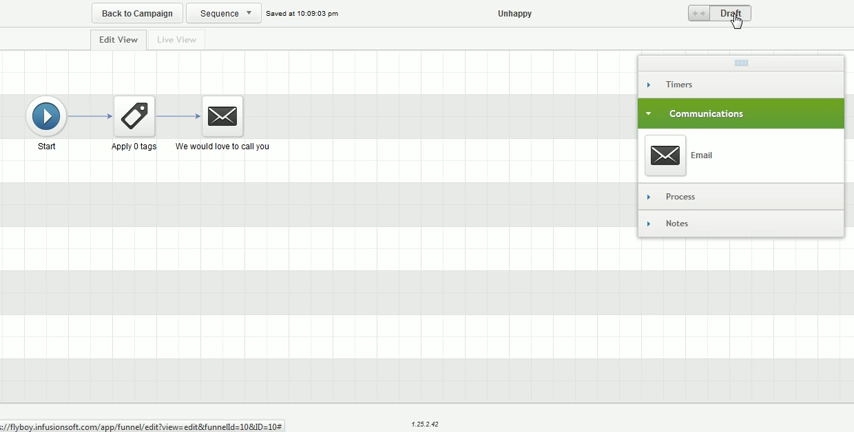 Back to Campaign
Sequence
Saved at 10:09:03 pm
Unhappy
Draft
Edit View
Live View
Timers
Communications
Email
Process
Notes
Start
Apply 0 tags
We would love to call you
s://flyboy.infusionsoft.com/app/funnel/edit?view=edit&funnelId=10&ID=10#
1.25.2.42